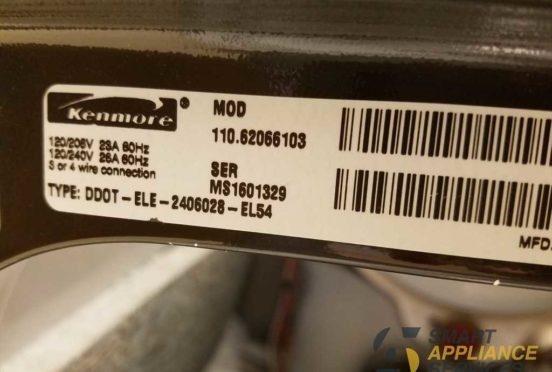 Kenmore®
MOD
110.62066103
120/208V 23A 60Hz
120/240V 26A 60Hz
3 or 4 wire connection
SER
MS1601329
TYPE: DDOT-ELE-2406028-EL54
MFD.
SMART
APPLIANCE